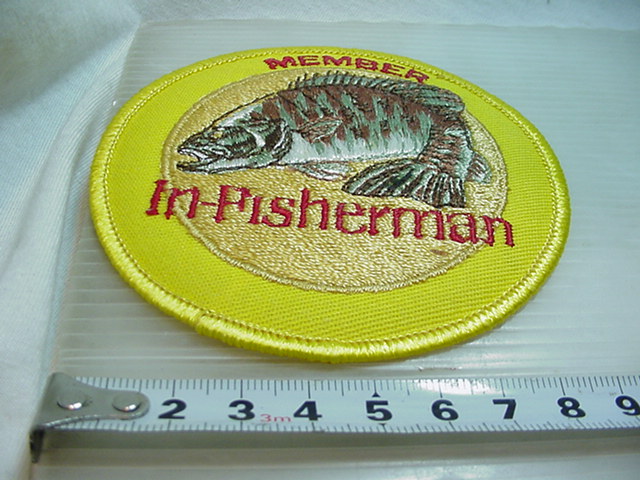 MEMBER
In-Fisherman
2 3 3m 4 5 6 7 8 9